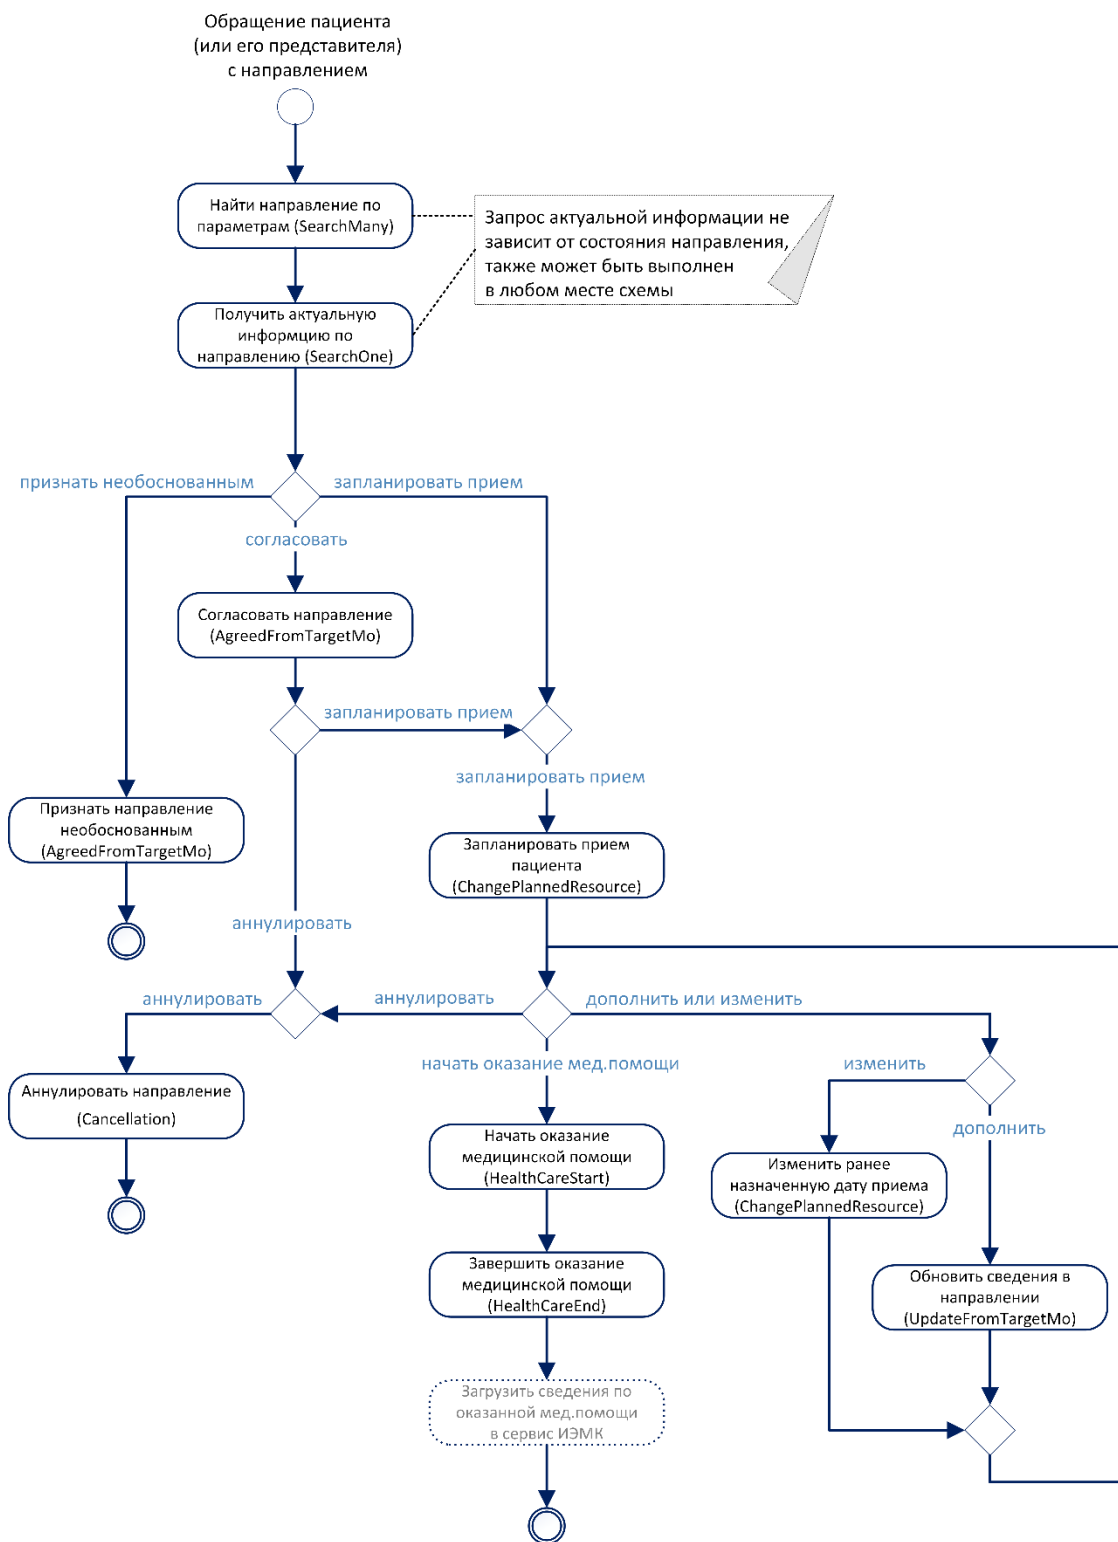 Обращение пациента
(или его представителя)
с направлением
Найти направление по
параметрам (SearchMany)
Запрос актуальной информации не
зависит от состояния направления,
также может быть выполнен
в любом месте схемы
Получить актуальную
информцию по
направлению (SearchOne)
признать необоснованным
запланировать прием
согласовать
Согласовать направление
(AgreedFromTargetMo)
запланировать прием
запланировать прием
Признать направление
необоснованным
(AgreedFromTargetMo)
Запланировать прием
пациента
(ChangePlannedResource)
аннулировать
аннулировать
аннулировать
дополнить или изменить
начать оказание мед.помощи
изменить
Аннулировать направление
(Cancellation)
дополнить
Начать оказание
медицинской помощи
(HealthCareStart)
Изменить ранее
назначенную дату приема
(ChangePlannedResource)
Завершить оказание
медицинской помощи
(HealthCareEnd)
Обновить сведения в
направлении
(UpdateFromTargetMo)
Загрузить сведения по
оказанной мед.помощи
в сервис ИЭМК